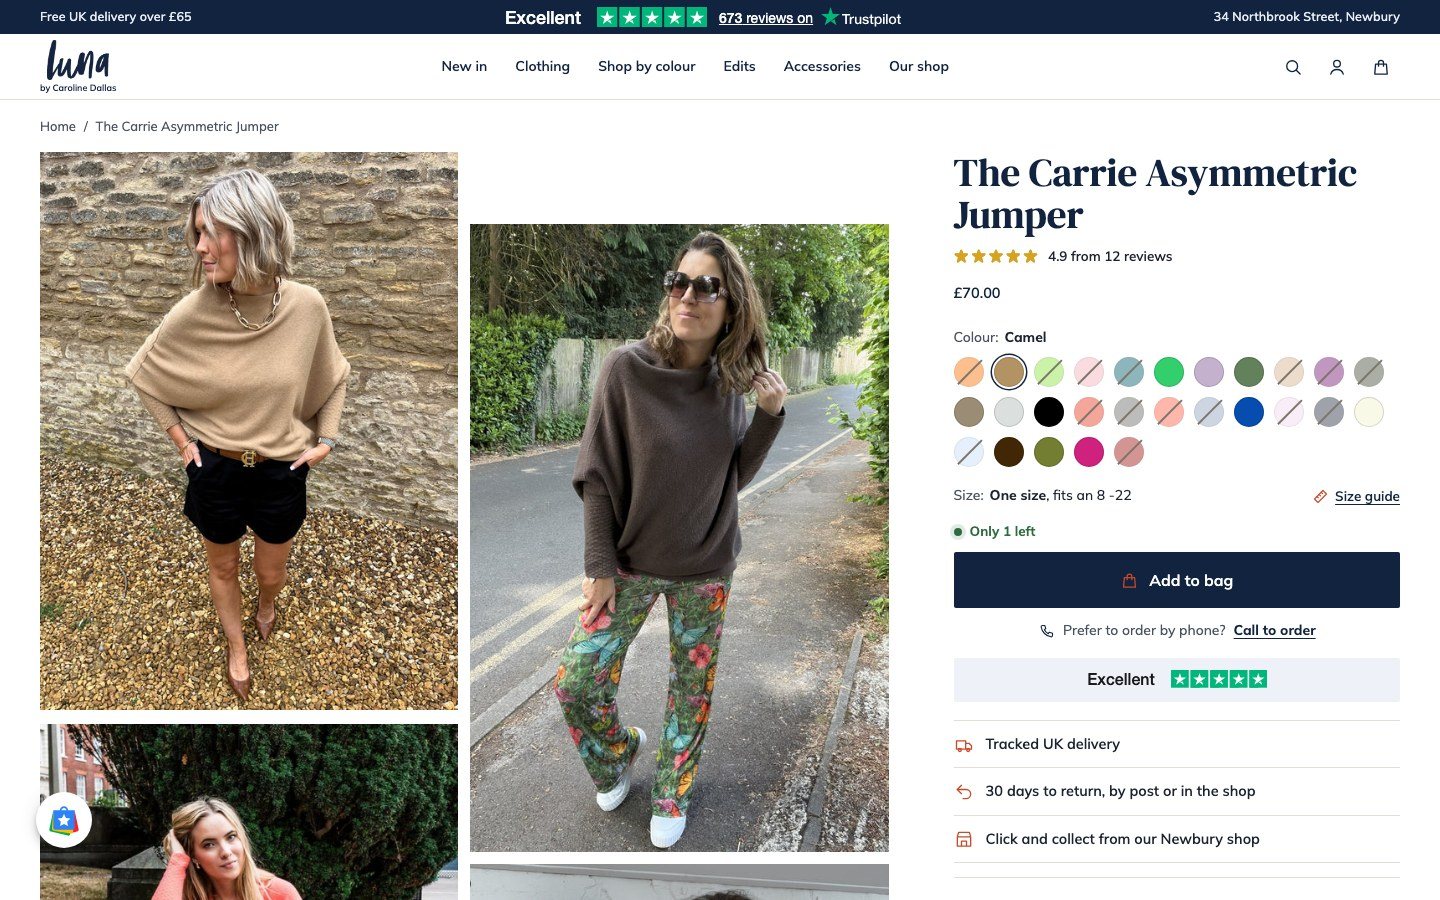 Free UK delivery over £65
Excellent 673 reviews on Trustpilot
34 Northbrook Street, Newbury
luna
by Caroline Dallas
New in Clothing Shop by colour Edits Accessories Our shop
Home / The Carrie Asymmetric Jumper
The Carrie Asymmetric
Jumper
4.9 from 12 reviews
£70.00
Colour: Camel
Size: One size, fits an 8 -22
Size guide
Only 1 left
Add to bag
Prefer to order by phone? Call to order
Excellent
Tracked UK delivery
30 days to return, by post or in the shop
Click and collect from our Newbury shop